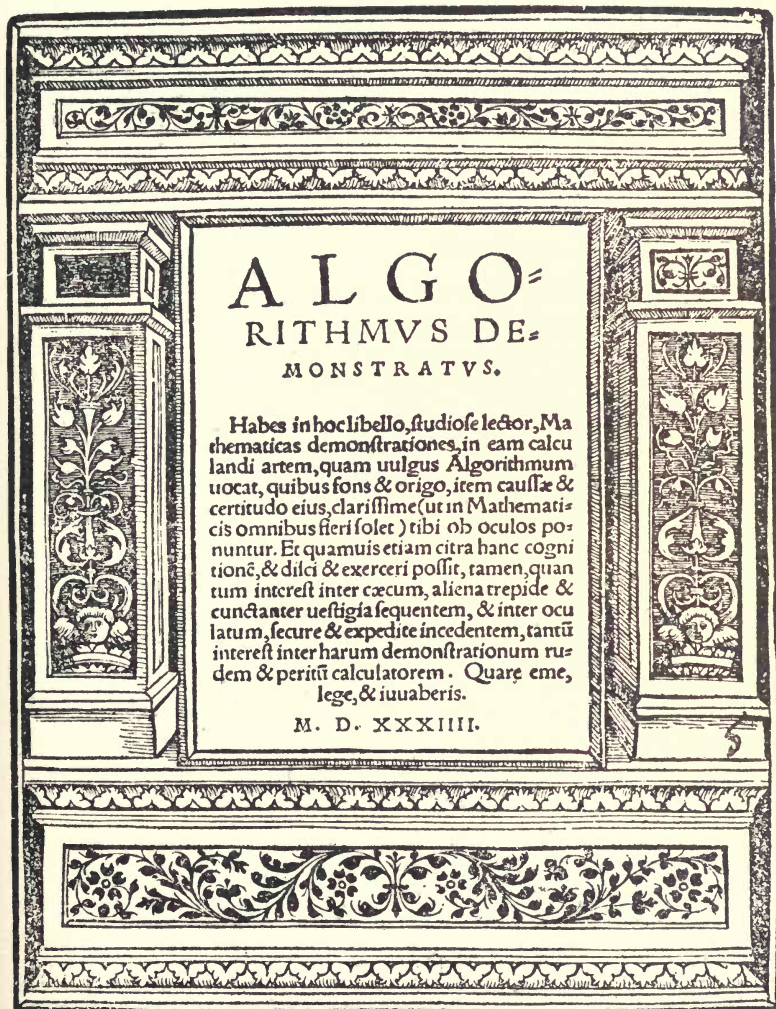 ALGO⸗
RITHMVS DE⸗
MONSTRATVS.
Habes in hoc libello, ſtudioſe lector, Ma
thematicas demonſtrationes, in eam calcu
landi artem, quam uulgus Algorithmum
uocat, quibus fons & origo, item cauſſæ &
certitudo eius, clariſſime (ut in Mathemati⸗
cis omnibus fieri ſolet) tibi ob oculos po⸗
nuntur. Et quamuis etiam citra hanc cogni
tionē, & diſci & exerceri poſſit, tamen, quan
tum intereſt inter cæcum, aliena trepide &
cunctanter ueſtigia ſequentem, & inter ocu
latum, ſecure & expedite incedentem, tantū
intereſt inter harum demonſtrationum ru⸗
dem & peritū calculatorem. Quare eme,
lege, & iuuaberis.
M. D. XXXIIII.
5